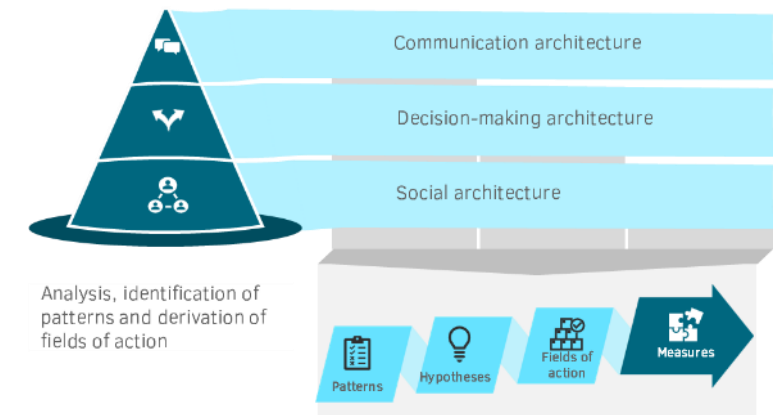 Communication architecture
Decision-making architecture
Social architecture
Analysis, identification of
patterns and derivation of
fields of action
Patterns
Hypotheses
Fields of
action
Measures